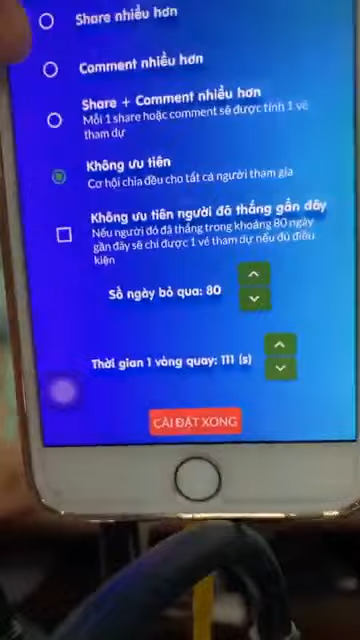 Share nhiều hơn
Comment nhiều hơn
Share + Comment nhiều hơn
Mỗi 1 share hoặc comment sẽ được tính 1 vé
tham dự
Không ưu tiên
Cơ hội chia đều cho tất cả người tham gia
Không ưu tiên người đã thắng gần đây
Nếu người đó đã thắng trong khoảng 80 ngày
gần đây sẽ chỉ được 1 vé tham dự nếu đủ điều
kiện
Số ngày bỏ qua: 80
Thời gian 1 vòng quay: 111 (s)
CÀI ĐẶT XONG